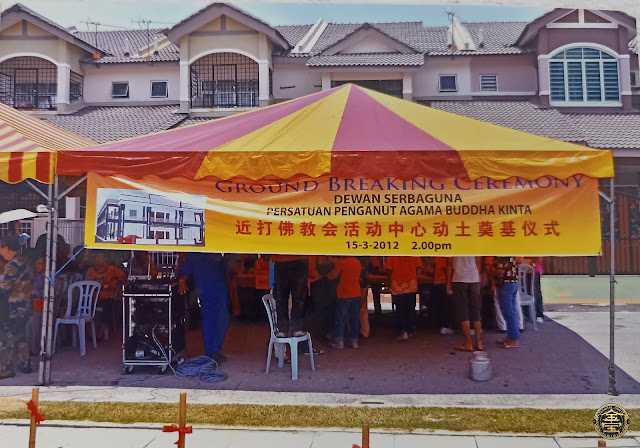 GROUND BREAKING CEREMONY
DEWAN SERBAGUNA
PERSATUAN PENGANUT AGAMA BUDDHA KINTA
近打佛教会活动中心动土奠基仪式
15-3-2012 2.00pm